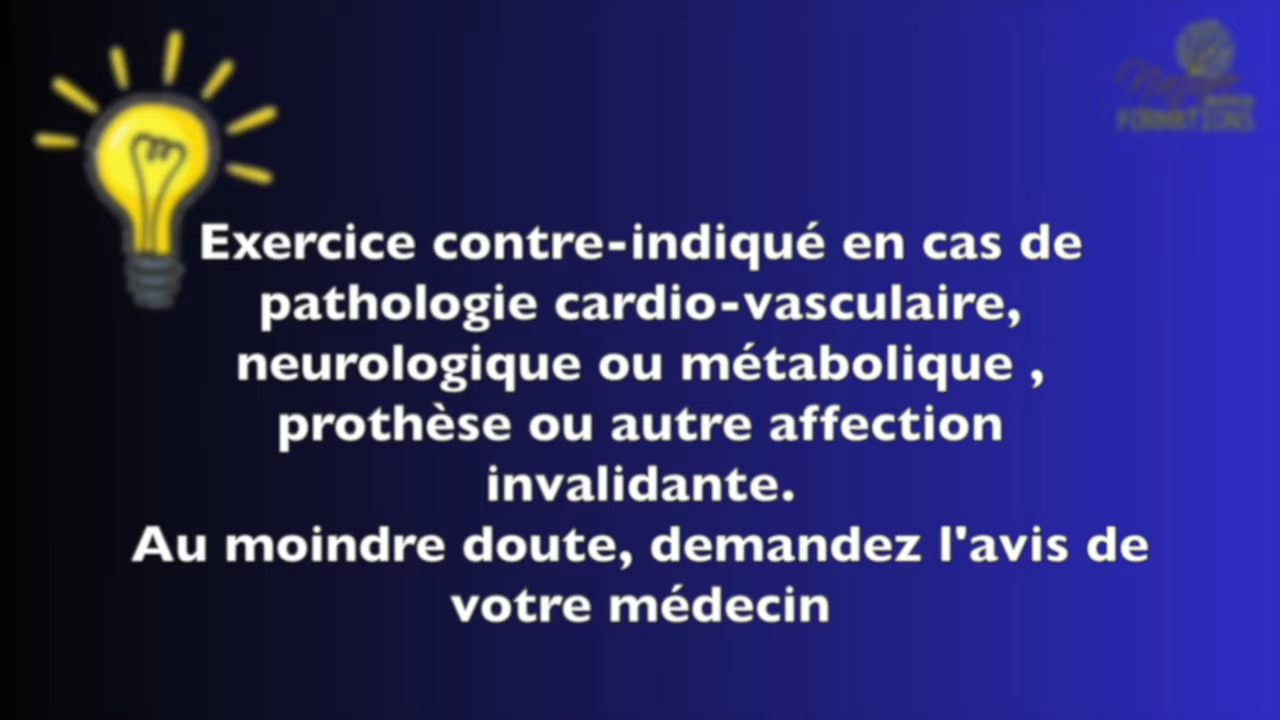 FORMATIONS
Exercice contre-indiqué en cas de
pathologie cardio-vasculaire,
neurologique ou métabolique ,
prothèse ou autre affection
invalidante.
Au moindre doute, demandez l'avis de
votre médecin